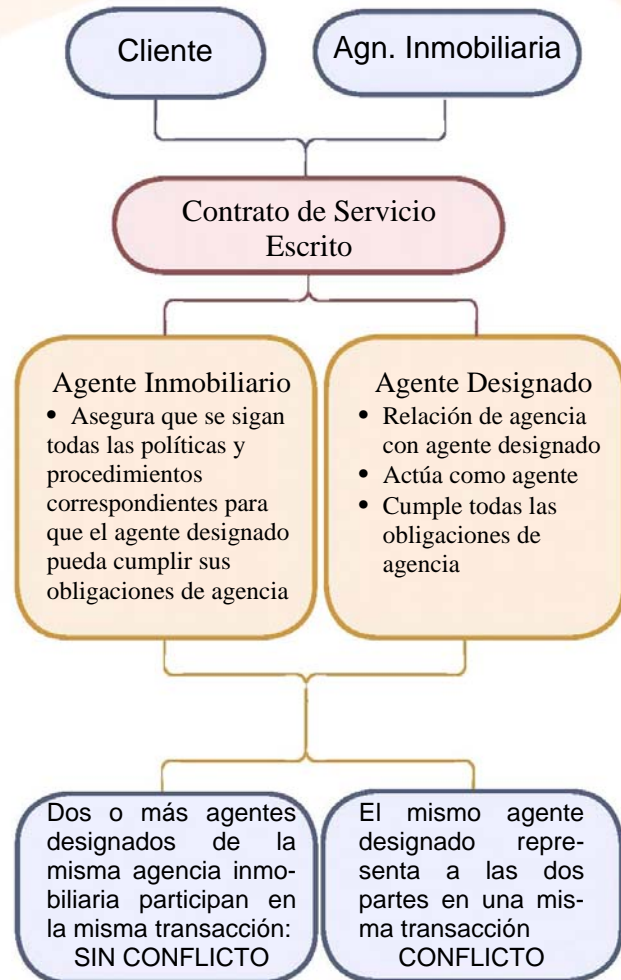 Cliente
Agn. Inmobiliaria
Contrato de Servicio
Escrito
Agente Inmobiliario
• Asegura que se sigan
todas las políticas y
procedimientos
correspondientes para
que el agente designado
pueda cumplir sus
obligaciones de agencia
Agente Designado
• Relación de agencia
con agente designado
• Actúa como agente
• Cumple todas las
obligaciones de
agencia
Dos o más agentes
designados de la
misma agencia inmo-
biliaria participan en
la misma transacción:
SIN CONFLICTO
El mismo agente
designado repre-
senta a las dos
partes en una mis-
ma transacción
CONFLICTO